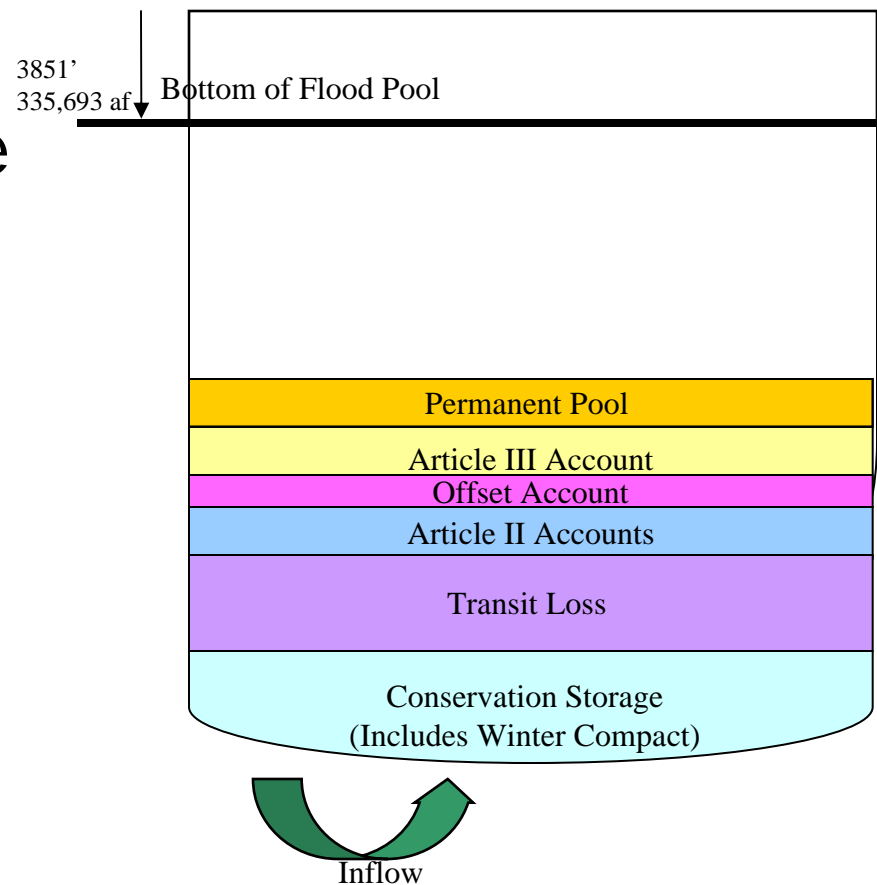 3851’
335,693 af
Bottom of Flood Pool
e
Permanent Pool
Article III Account
Offset Account
Article II Accounts
Transit Loss
Conservation Storage
(Includes Winter Compact)
Inflow